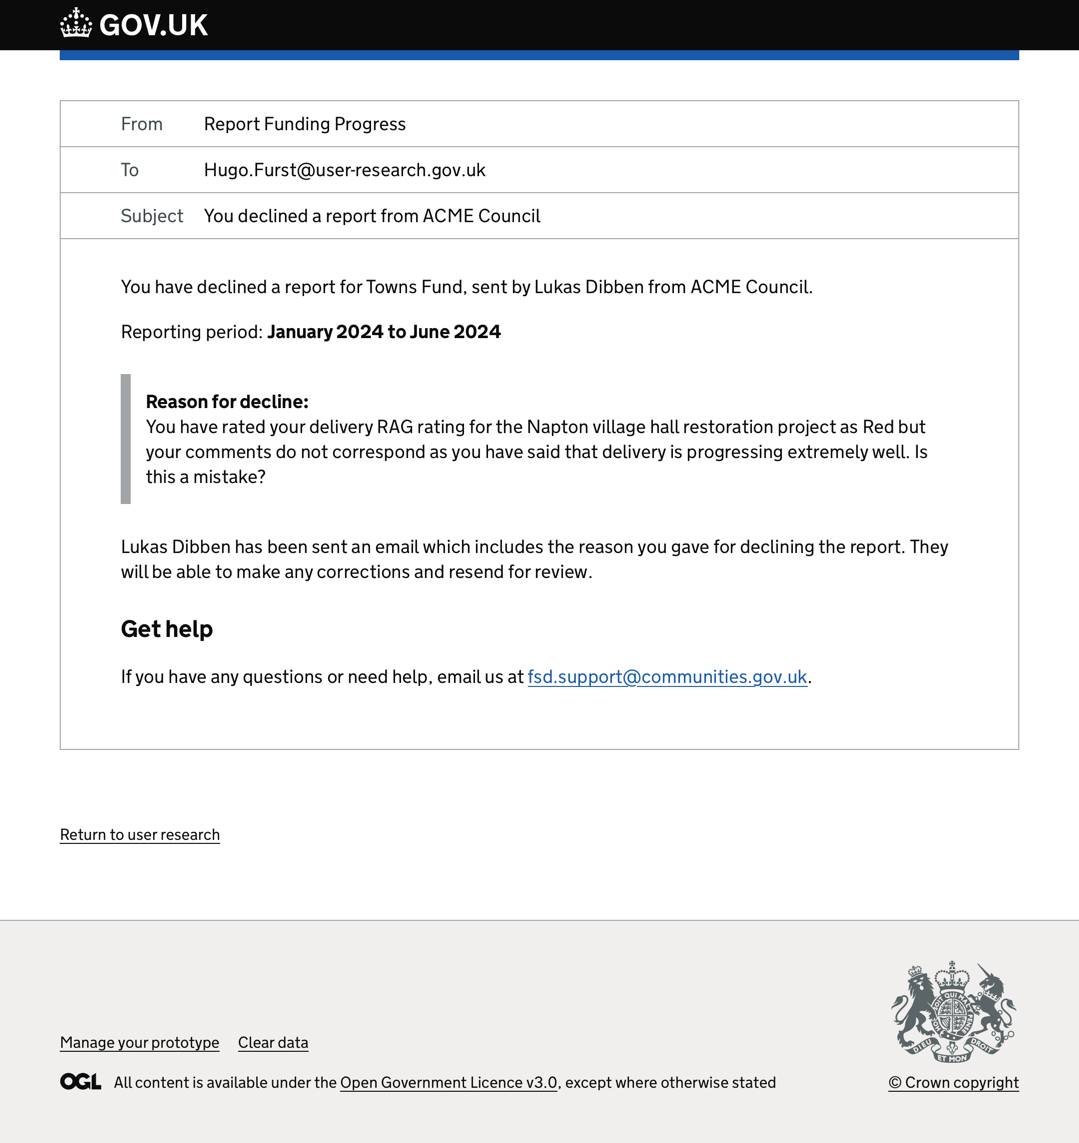 GOV.UK
From Report Funding Progress
To Hugo.Furst@user-research.gov.uk
Subject You declined a report from ACME Council
You have declined a report for Towns Fund, sent by Lukas Dibben from ACME Council.
Reporting period: January 2024 to June 2024
Reason for decline:
You have rated your delivery RAG rating for the Napton village hall restoration project as Red but
your comments do not correspond as you have said that delivery is progressing extremely well. Is
this a mistake?
Lukas Dibben has been sent an email which includes the reason you gave for declining the report. They
will be able to make any corrections and resend for review.
Get help
If you have any questions or need help, email us at fsd.support@communities.gov.uk.
Return to user research
Manage your prototype Clear data
DIEU ET MON DROIT
OGL All content is available under the Open Government Licence v3.0, except where otherwise stated
© Crown copyright